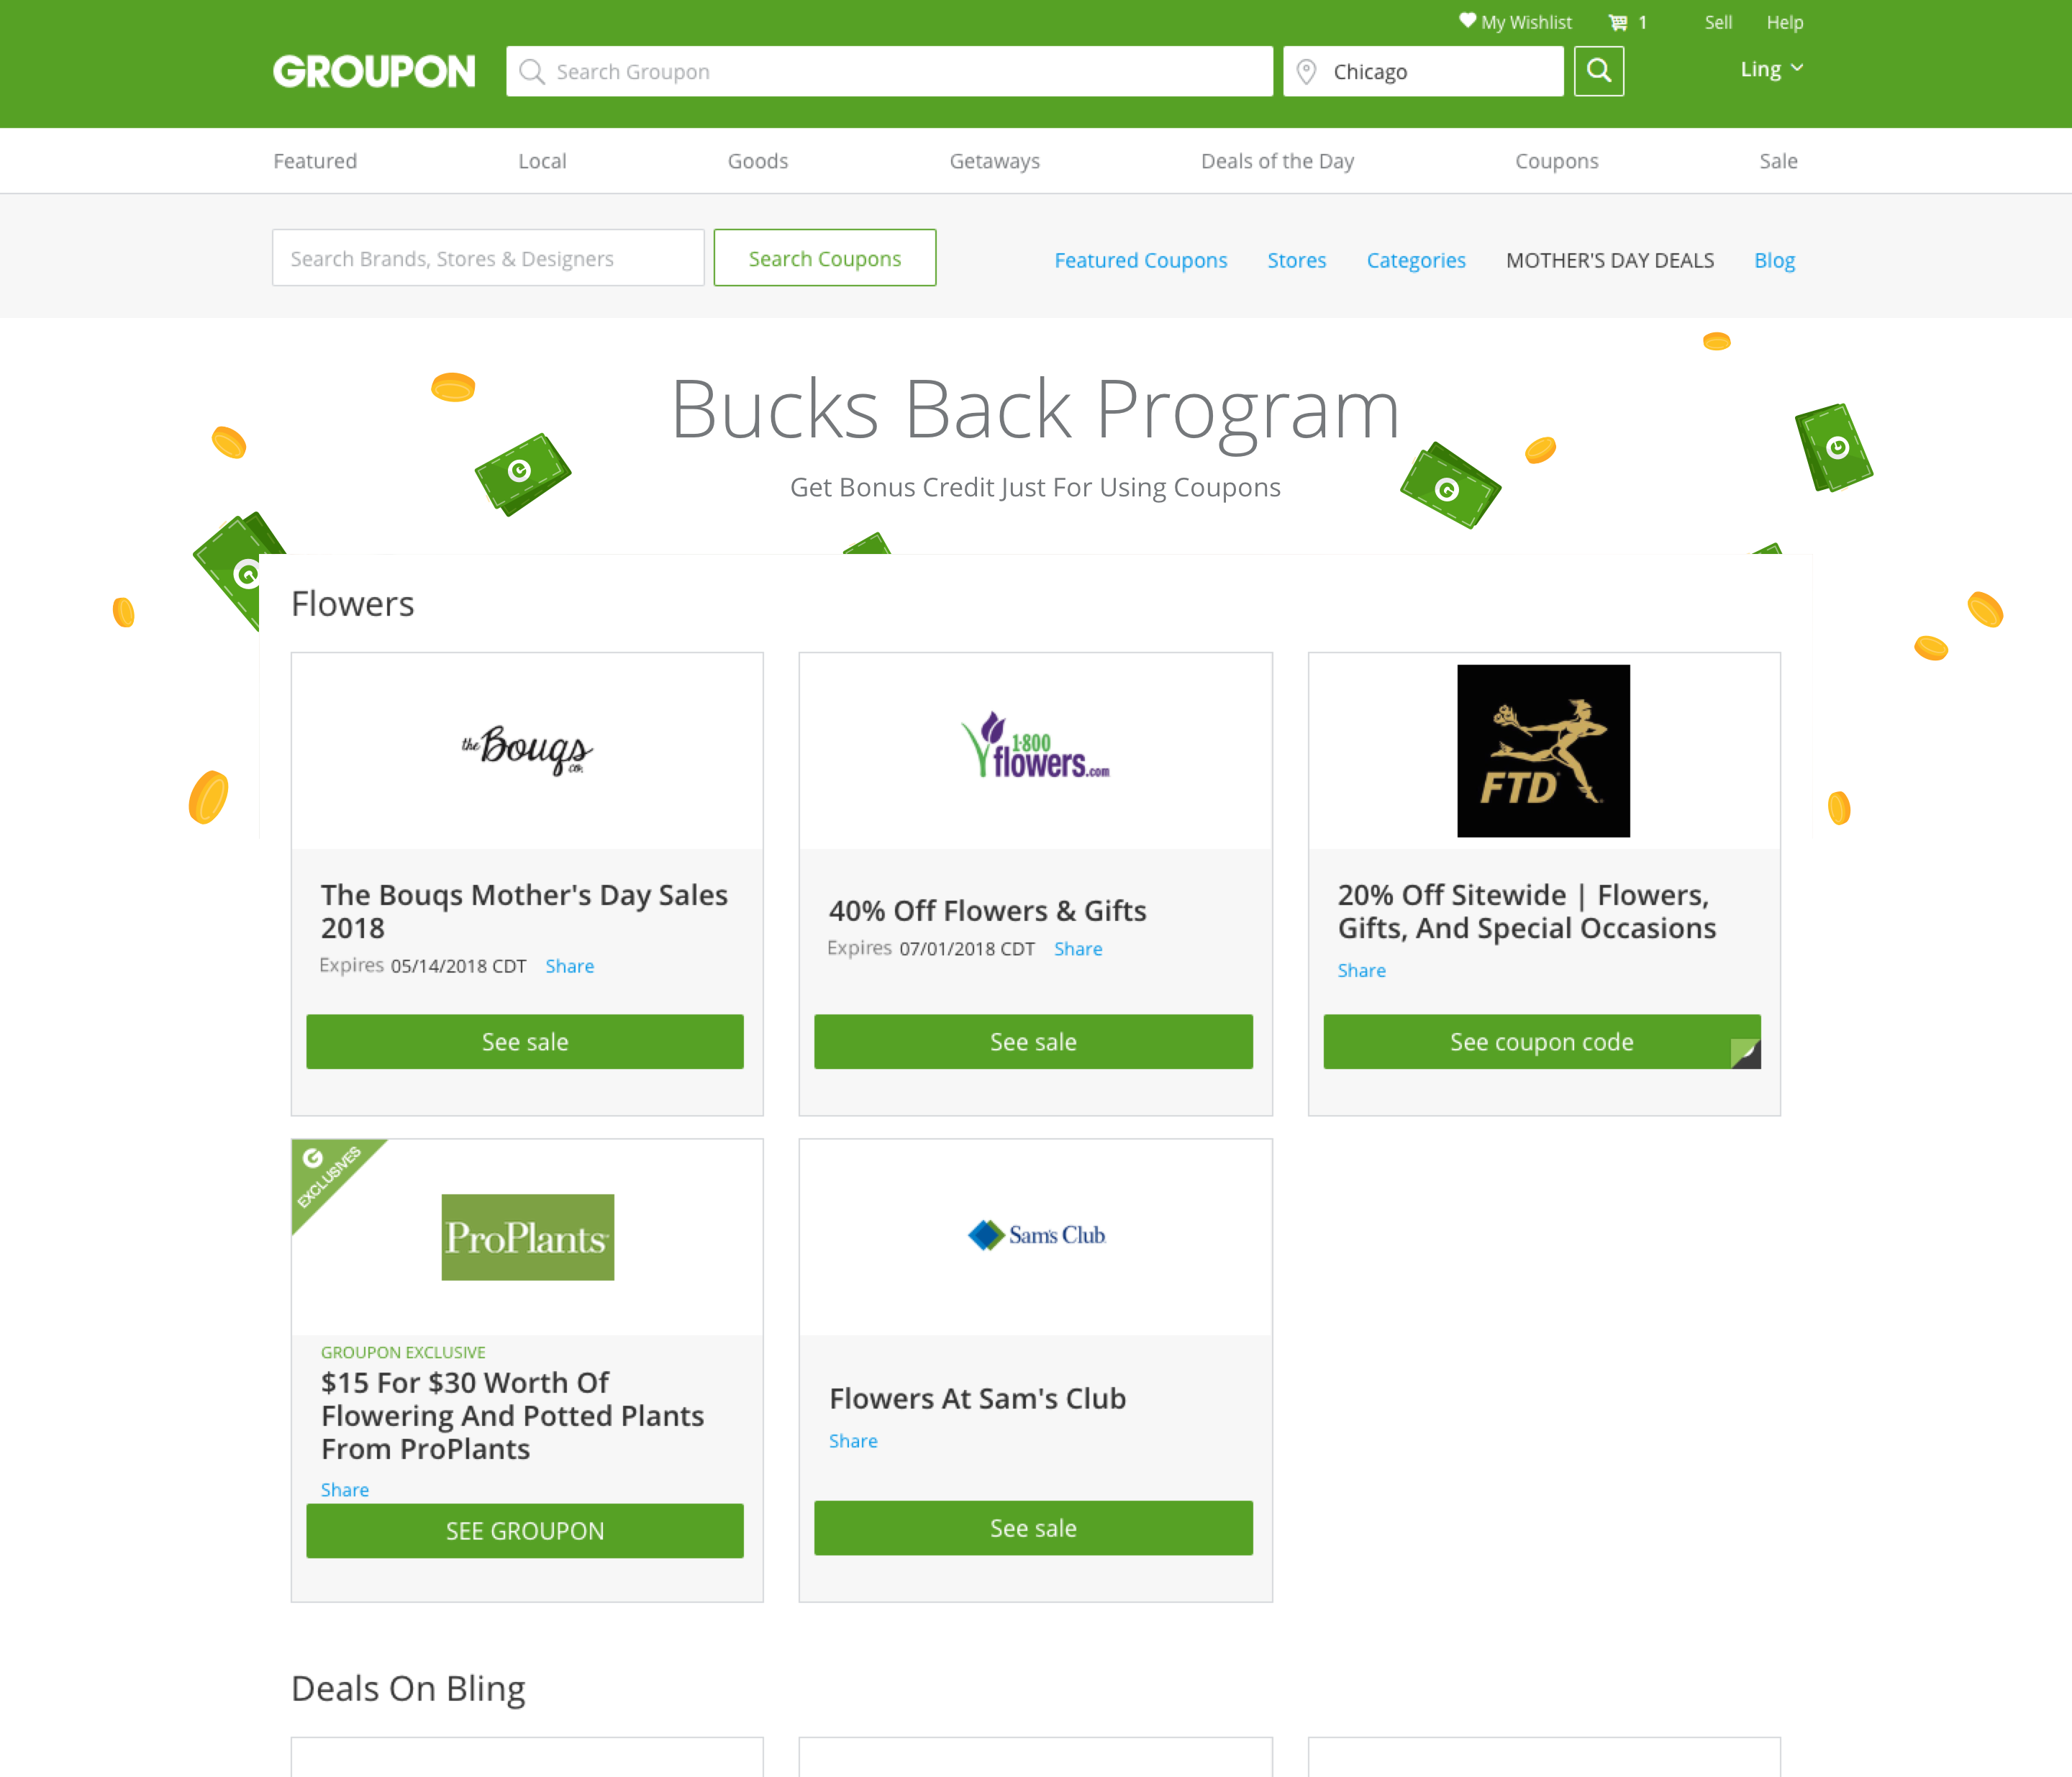 My Wishlist 1 Sell Help
GROUPON Search Groupon Chicago Ling
Featured Local Goods Getaways Deals of the Day Coupons Sale
Search Brands, Stores & Designers Search Coupons Featured Coupons Stores Categories MOTHER'S DAY DEALS Blog
Bucks Back Program
Get Bonus Credit Just For Using Coupons
Flowers
the Bouqs co.
The Bouqs Mother's Day Sales
2018
Expires 05/14/2018 CDT Share
See sale
1-800
flowers.com
40% Off Flowers & Gifts
Expires 07/01/2018 CDT Share
See sale
FTD
20% Off Sitewide | Flowers,
Gifts, And Special Occasions
Share
See coupon code
G
EXCLUSIVES
ProPlants
GROUPON EXCLUSIVE
$15 For $30 Worth Of
Flowering And Potted Plants
From ProPlants
Share
SEE GROUPON
Sam's Club
Flowers At Sam's Club
Share
See sale
Deals On Bling